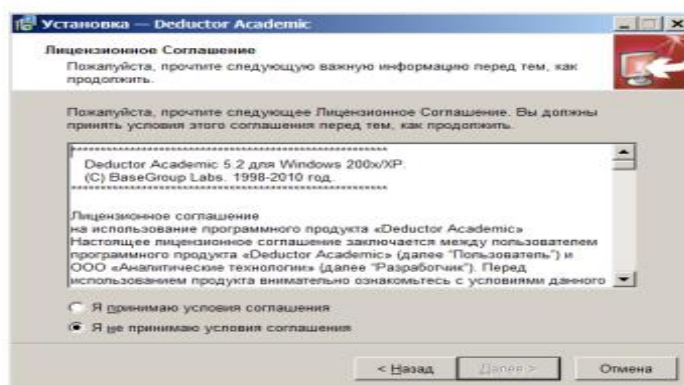 Установка — Deductor Academic
Лицензионное Соглашение
Пожалуйста, прочтите следующую важную информацию перед тем, как
продолжить.
Пожалуйста, прочтите следующее Лицензионное Соглашение. Вы должны
принять условия этого соглашения перед тем, как продолжить.
********************************************************
Deductor Academic 5.2 для Windows 200x/XP.
(C) BaseGroup Labs. 1998-2010 год.
********************************************************
Лицензионное соглашение
на использование программного продукта «Deductor Academic»
Настоящее лицензионное соглашение заключается между пользователем
программного продукта «Deductor Academic» (далее "Пользователь") и
ООО «Аналитические технологии» (далее "Разработчик"). Перед
использованием продукта внимательно ознакомьтесь с условиями данного
Я принимаю условия соглашения
Я не принимаю условия соглашения
< Назад
Далее >
Отмена